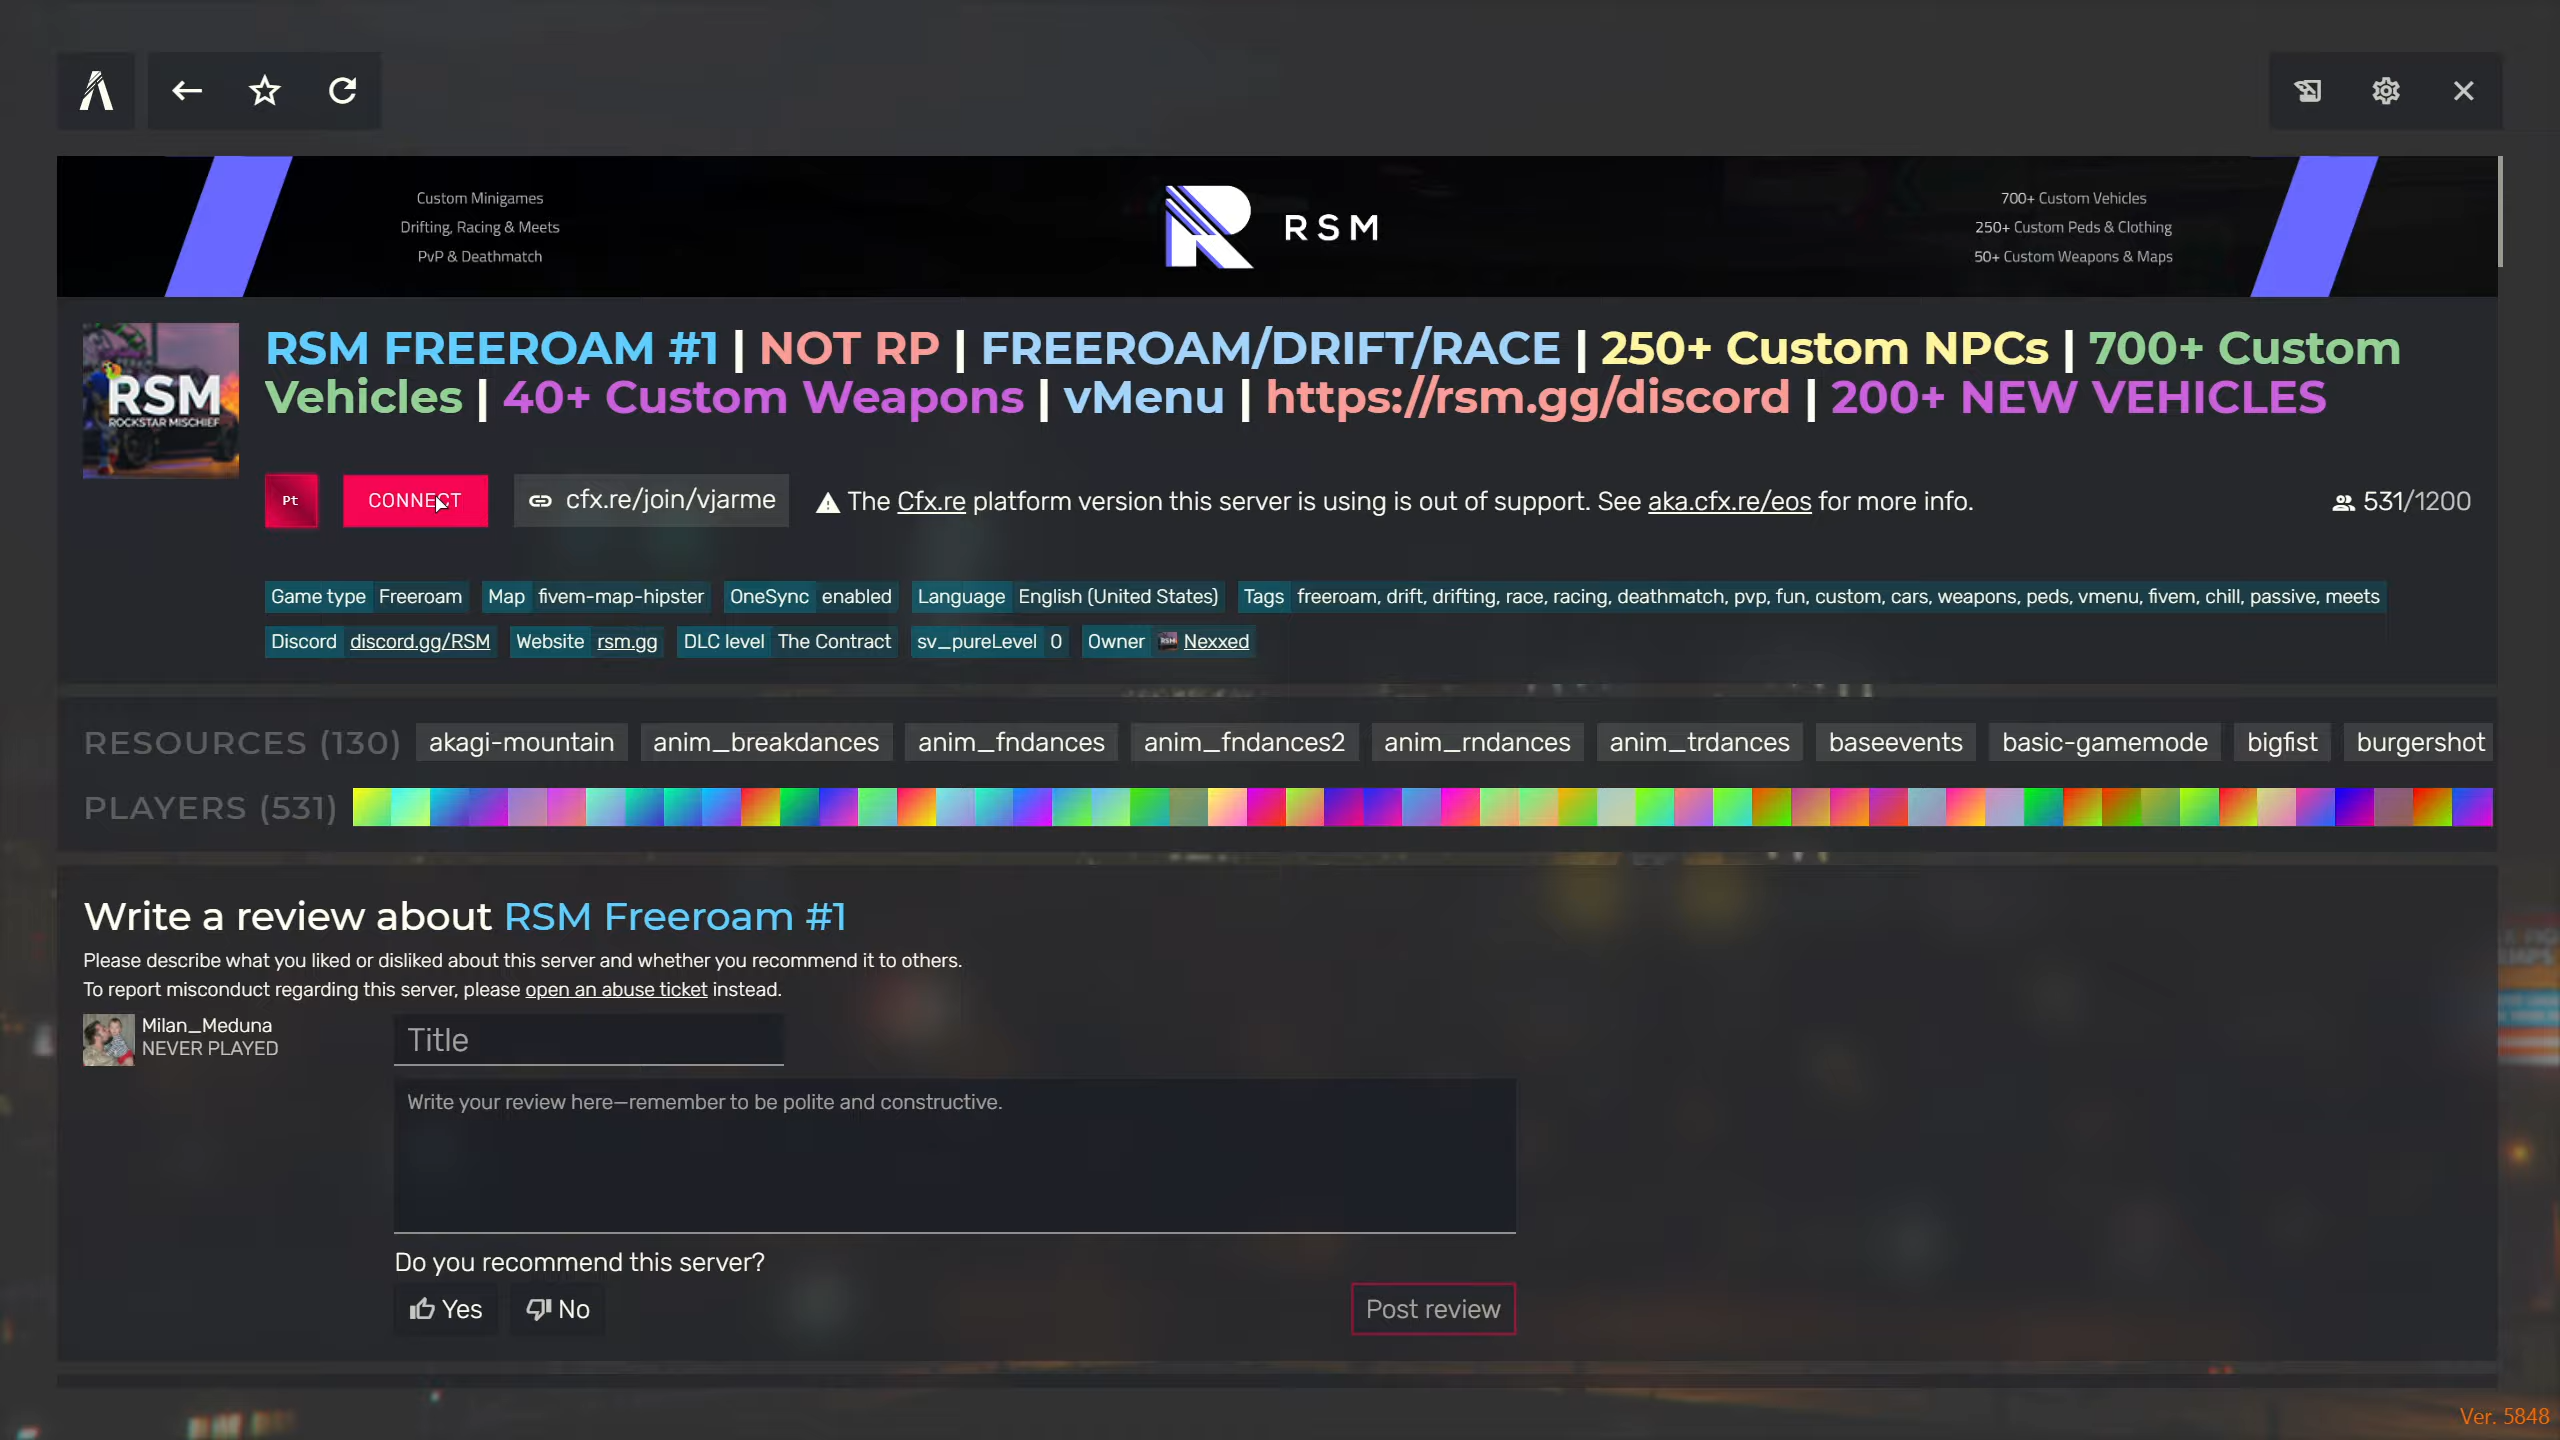 Custom Minigames
Drifting, Racing & Meets
PvP & Deathmatch
RSM
700+ Custom Vehicles
250+ Custom Peds & Clothing
50+ Custom Weapons & Maps
RSM
ROCKSTAR MISCHIEF
RSM FREEROAM #1 | NOT RP | FREEROAM/DRIFT/RACE | 250+ Custom NPCs | 700+ Custom
Vehicles | 40+ Custom Weapons | vMenu | https://rsm.gg/discord | 200+ NEW VEHICLES
Pt CONNECT cfx.re/join/vjarme The Cfx.re platform version this server is using is out of support. See aka.cfx.re/eos for more info. 531/1200
Game type Freeroam Map fivem-map-hipster OneSync enabled Language English (United States) Tags freeroam, drift, drifting, race, racing, deathmatch, pvp, fun, custom, cars, weapons, peds, vmenu, fivem, chill, passive, meets
Discord discord.gg/RSM Website rsm.gg DLC level The Contract sv_pureLevel 0 Owner Nexxed
RESOURCES (130) akagi-mountain anim_breakdances anim_fndances anim_fndances2 anim_rndances anim_trdances baseevents basic-gamemode bigfist burgershot
PLAYERS (531)
Write a review about RSM Freeroam #1
Please describe what you liked or disliked about this server and whether you recommend it to others.
To report misconduct regarding this server, please open an abuse ticket instead.
Milan_Meduna
NEVER PLAYED
Title
Write your review here—remember to be polite and constructive.
Do you recommend this server?
Yes No Post review
Ver. 5848